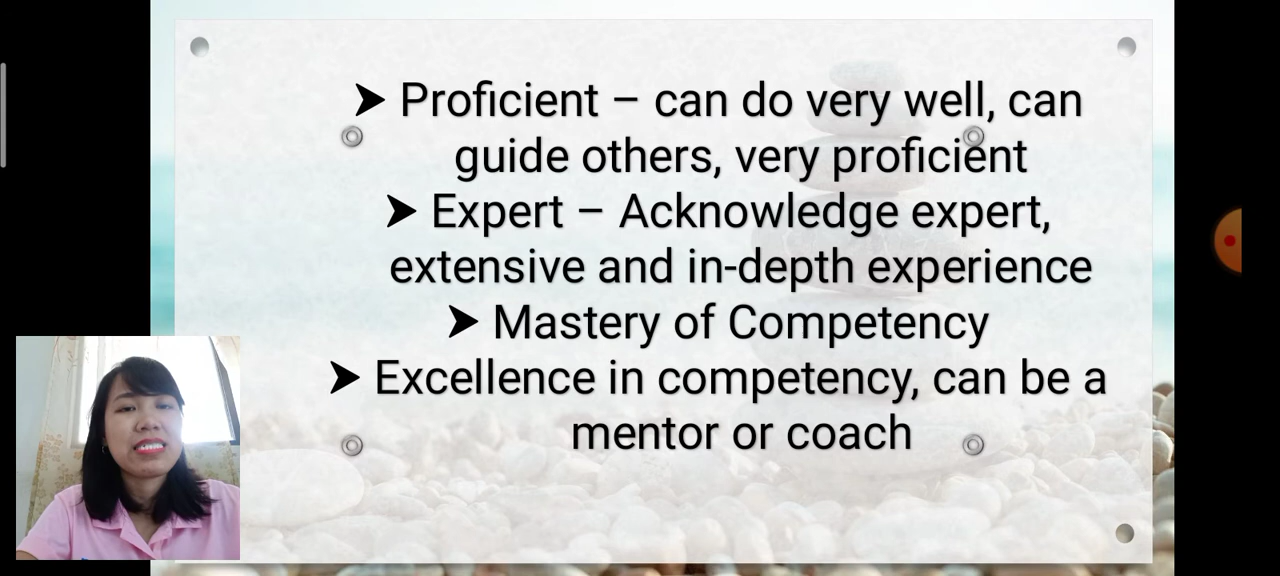 ➤ Proficient – can do very well, can
guide others, very proficient
➤ Expert – Acknowledge expert,
extensive and in-depth experience
➤ Mastery of Competency
➤ Excellence in competency, can be a
mentor or coach